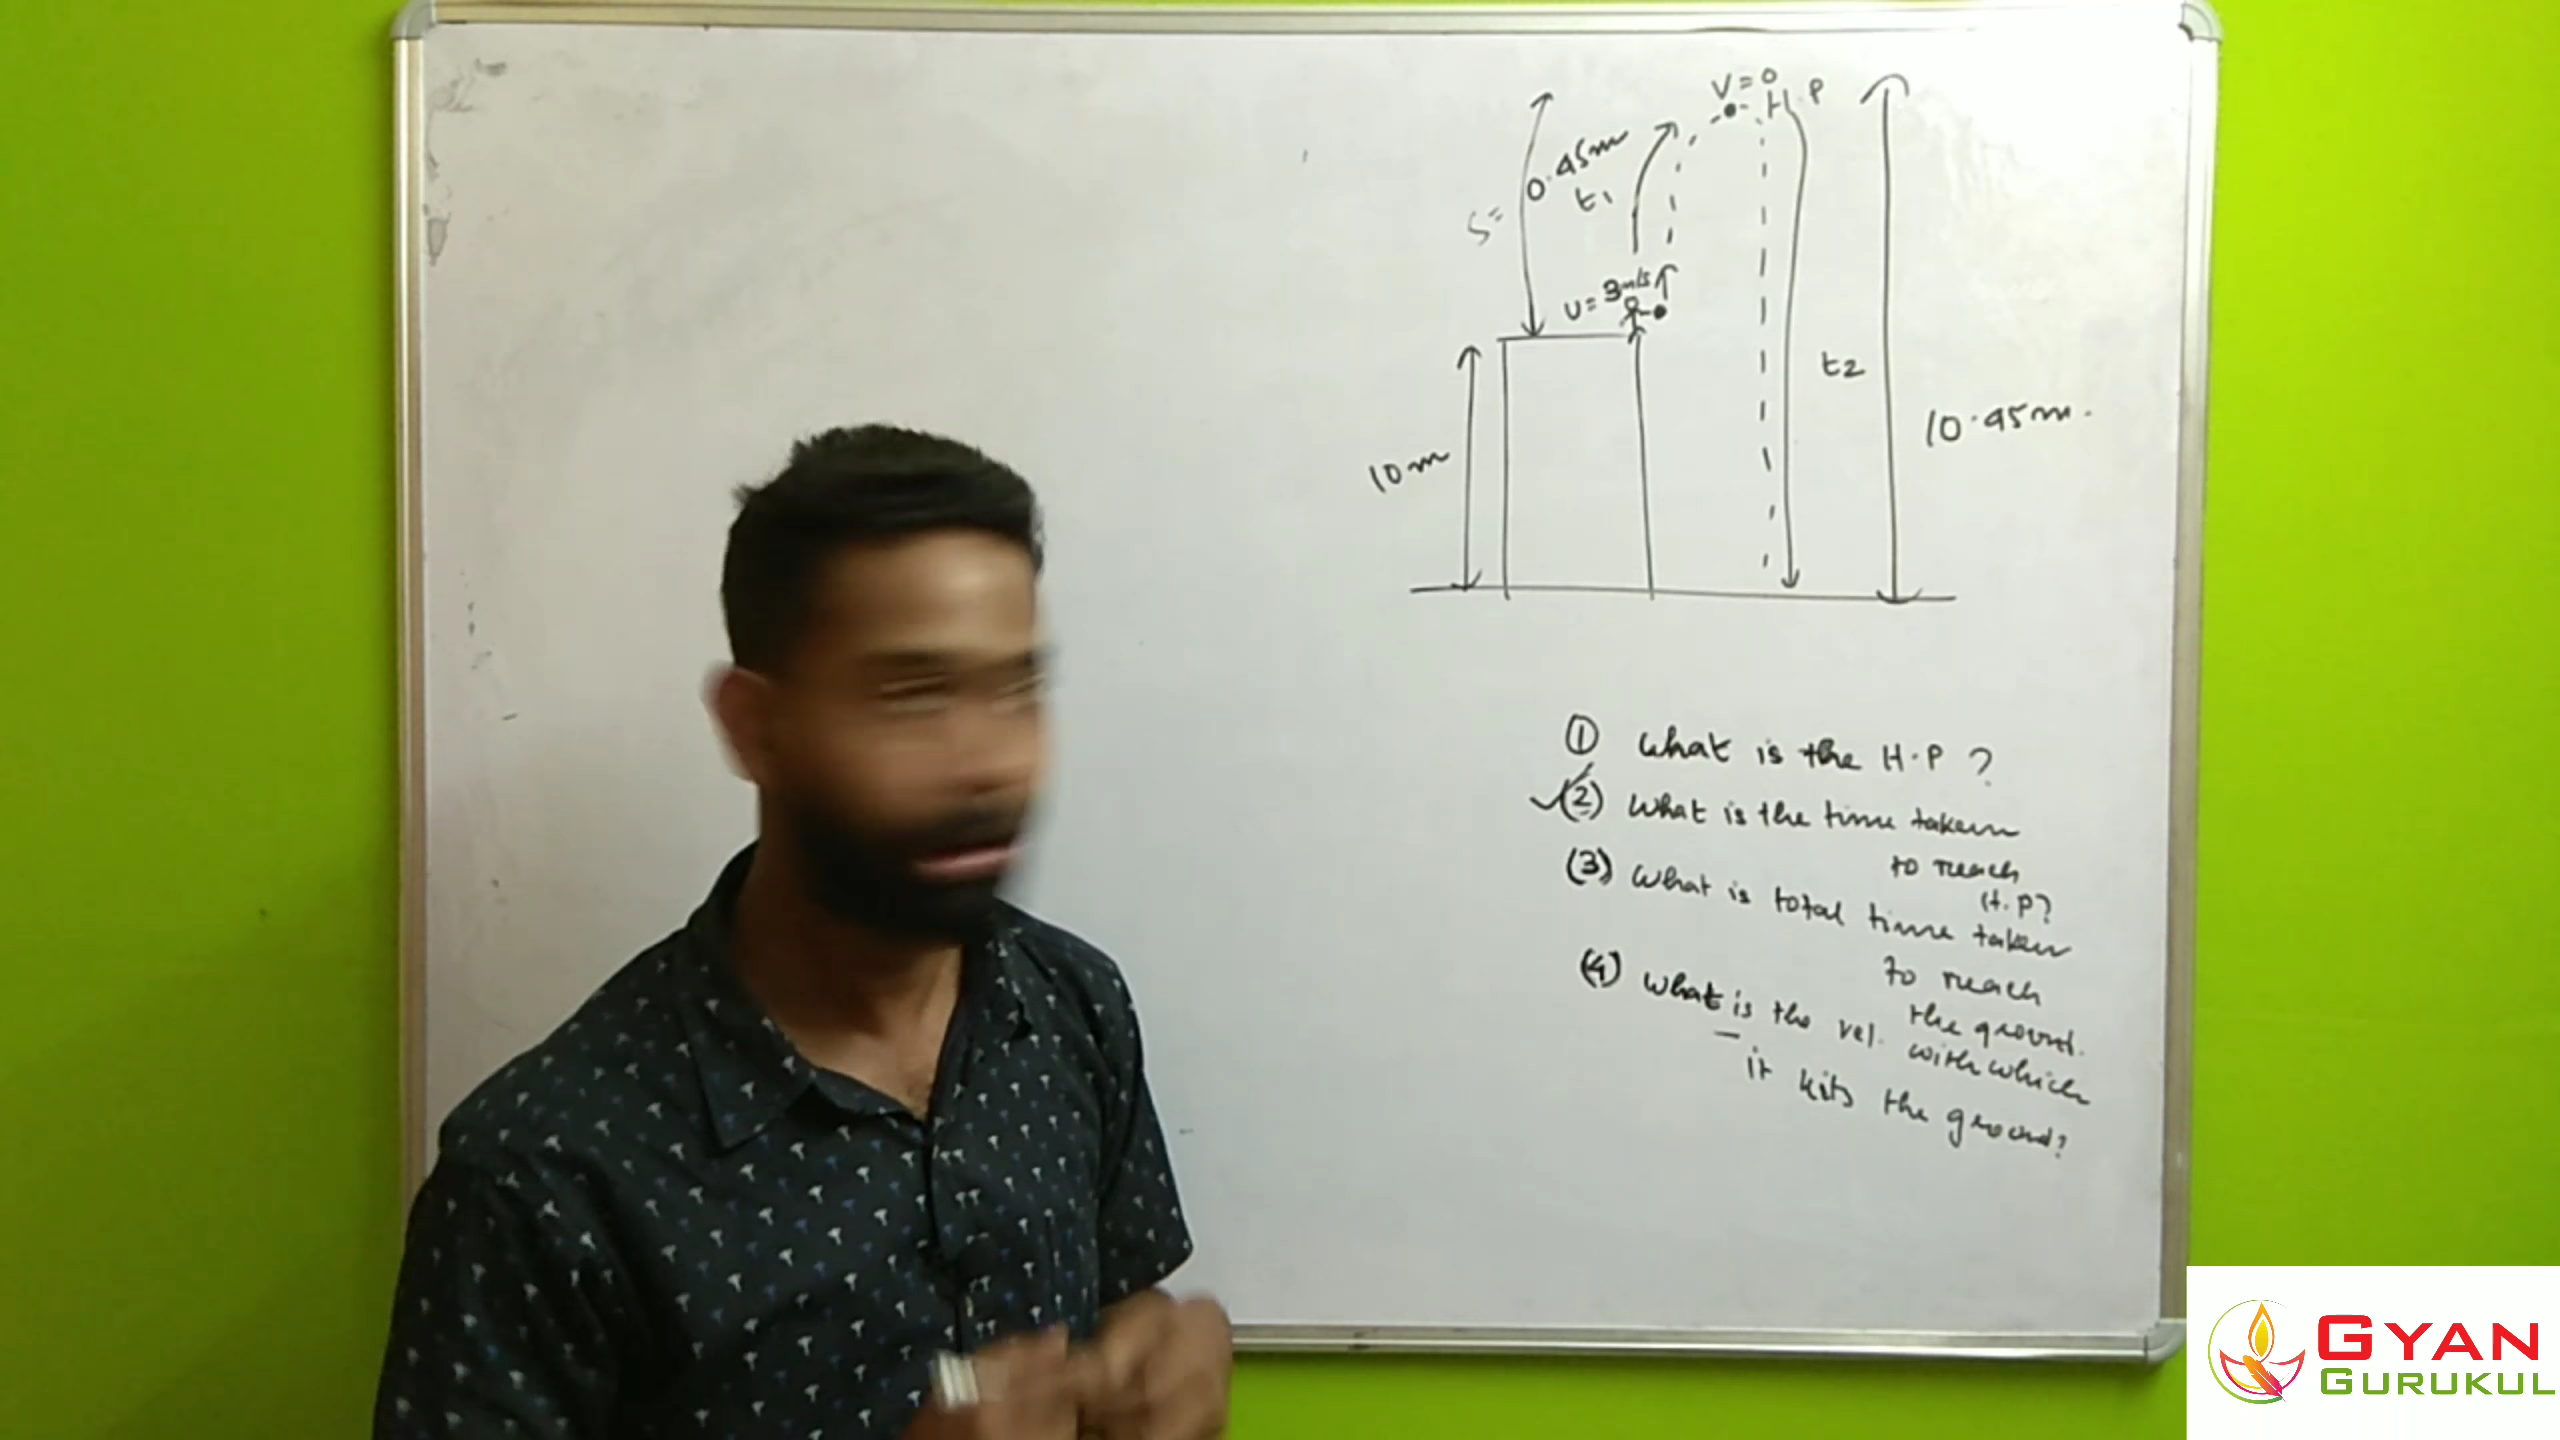 V = 0
H.P
0.45m
t1
S =
U = 3m/s
t2
10m
10.45m.
(1) What is the H.P ?
(2) What is the time taken
to reach
H.P?
(3) What is total time taken
to reach
the ground.
(4) What is the vel. with which
it hits the ground?
GYAN
GURUKUL